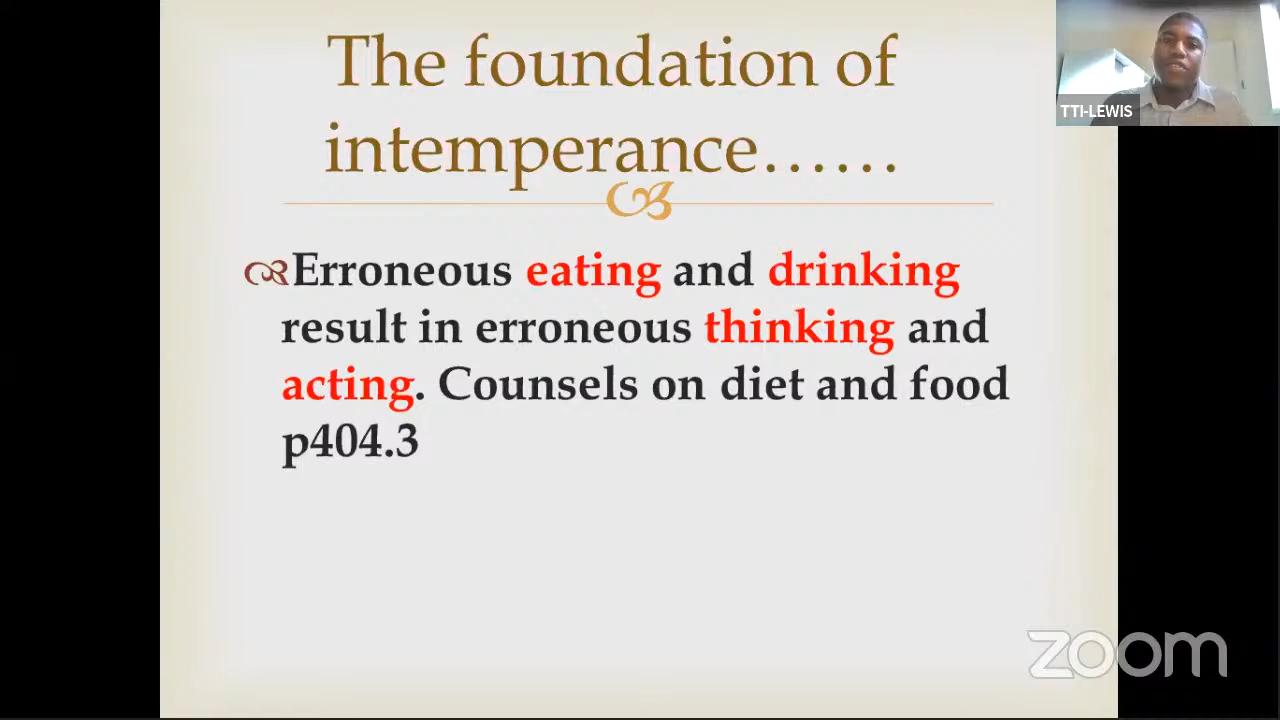 The foundation of
intemperance……
Erroneous eating and drinking
result in erroneous thinking and
acting. Counsels on diet and food
p404.3
TTI-LEWIS
zoom